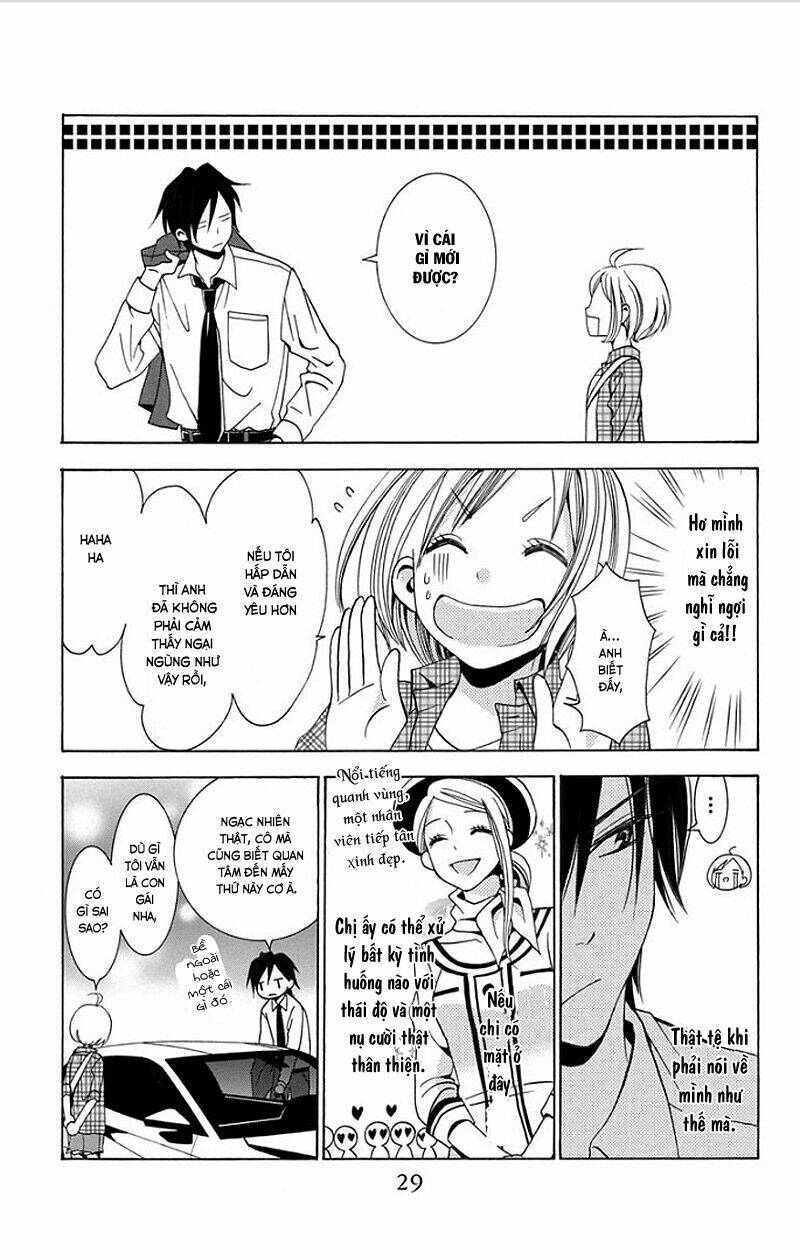 VÌ CÁI
GÌ MỚI
ĐƯỢC?
Hơ mình
xin lỗi
mà chẳng
nghĩ ngợi
gì cả!!
À...
ANH
BIẾT
ĐẤY,
NẾU TÔI
HẤP DẪN
VÀ ĐÁNG
YÊU HƠN
THÌ ANH
ĐÃ KHÔNG
PHẢI CẢM
THẤY NGẠI
NGÙNG NHƯ
VẬY RỒI,
HAHA
HA
...
Thật tệ khi
phải nói về
mình như
thế mà.
Nổi tiếng
quanh vùng,
một nhân
viên tiếp tân
xinh đẹp.
Nếu
chị có
mặt ở
đây
Chị ấy có thể xử
lý bất kỳ tình
huống nào với
thái độ và một
nụ cười thật
thân thiện.
NGẠC NHIÊN
THẬT, CÔ MÀ
CŨNG BIẾT QUAN
TÂM ĐẾN MẤY
THỨ NÀY CƠ À.
Bề
ngoài
hoặc
một cái
gì đó.
DÙ GÌ
TÔI VẪN
LÀ CON
GÁI
NHA,
CÓ
GÌ SAI
SAO?
29